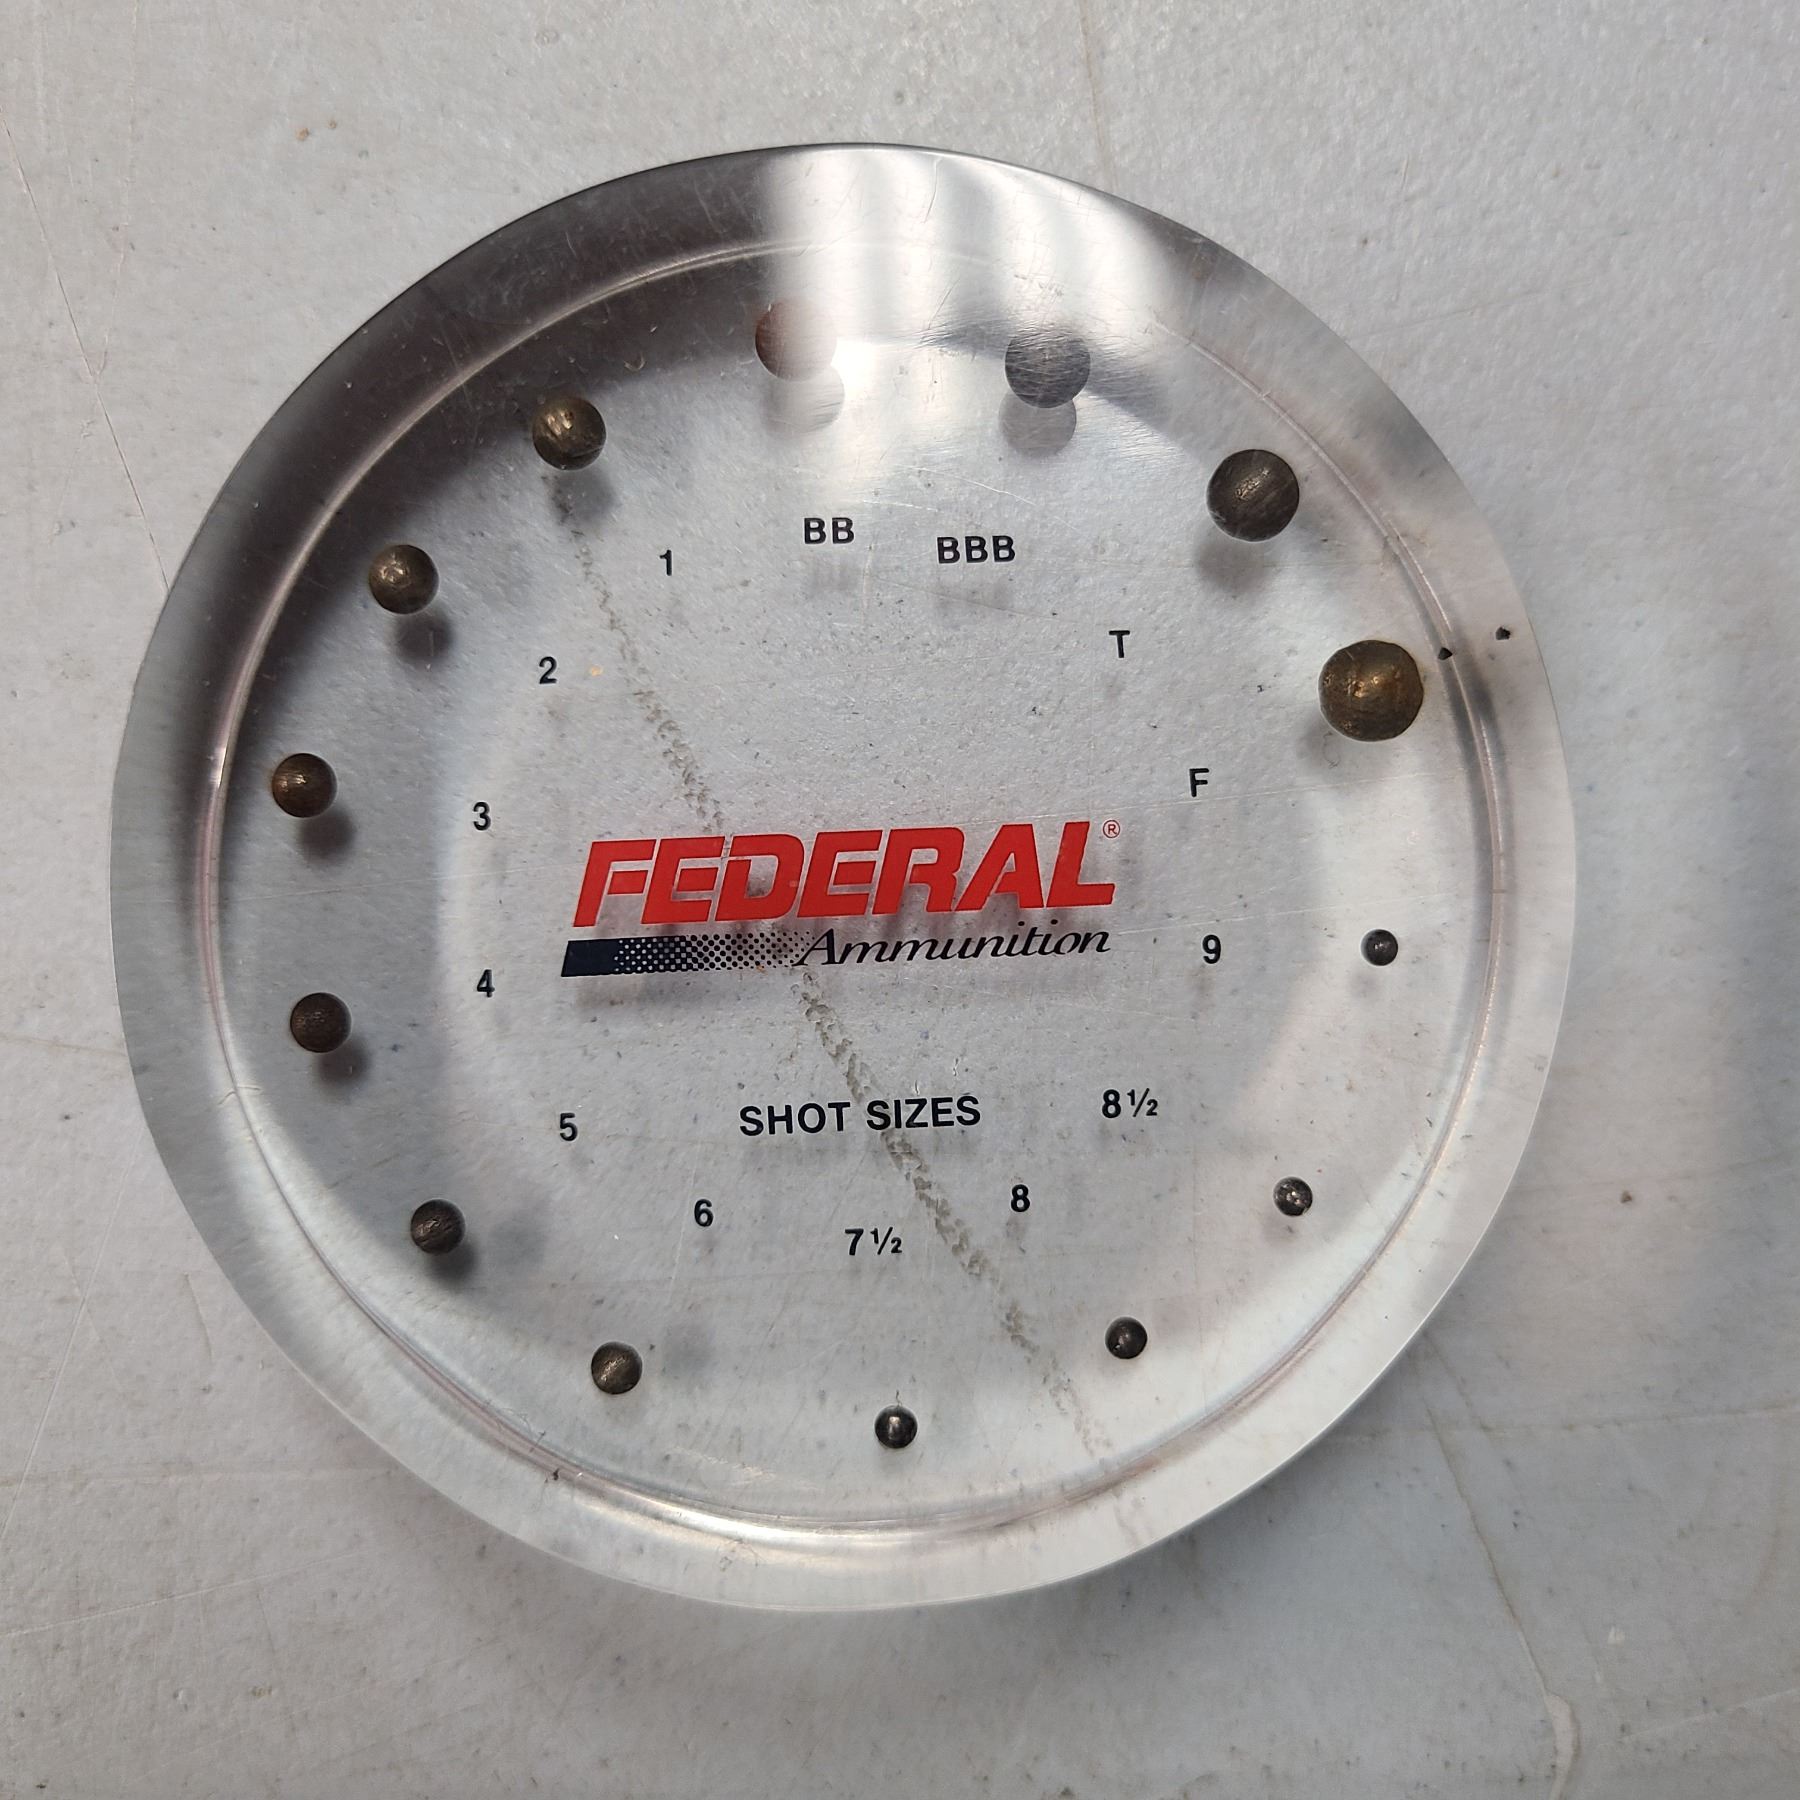 BB
BBB
1
T
2
F
3
FEDERAL®
Ammunition
4
9
5
SHOT SIZES
8½
6
8
7½